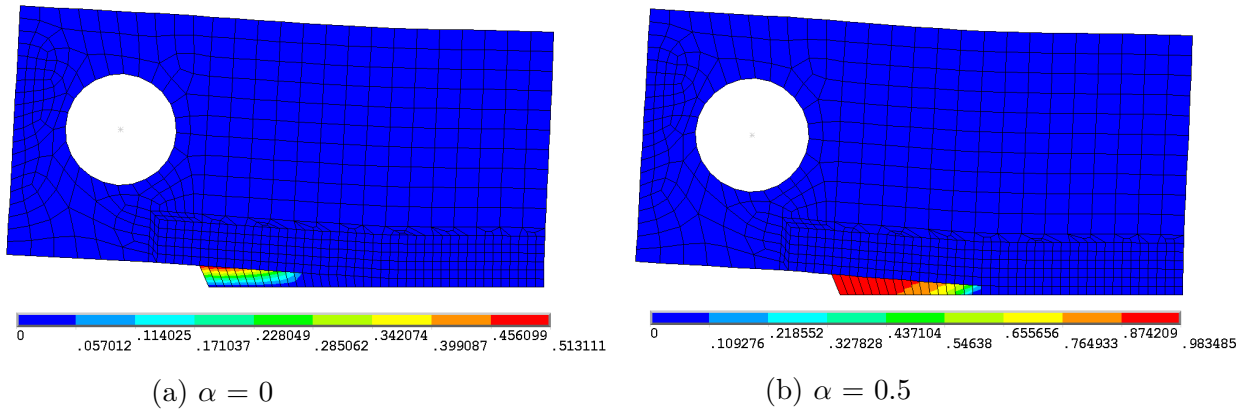 0 .114025 .228049 .342074 .456099
.057012 .171037 .285062 .399087 .513111
0 .218552 .437104 .655656 .874209
.109276 .327828 .54638 .764933 .983485
(a) α = 0
(b) α = 0.5